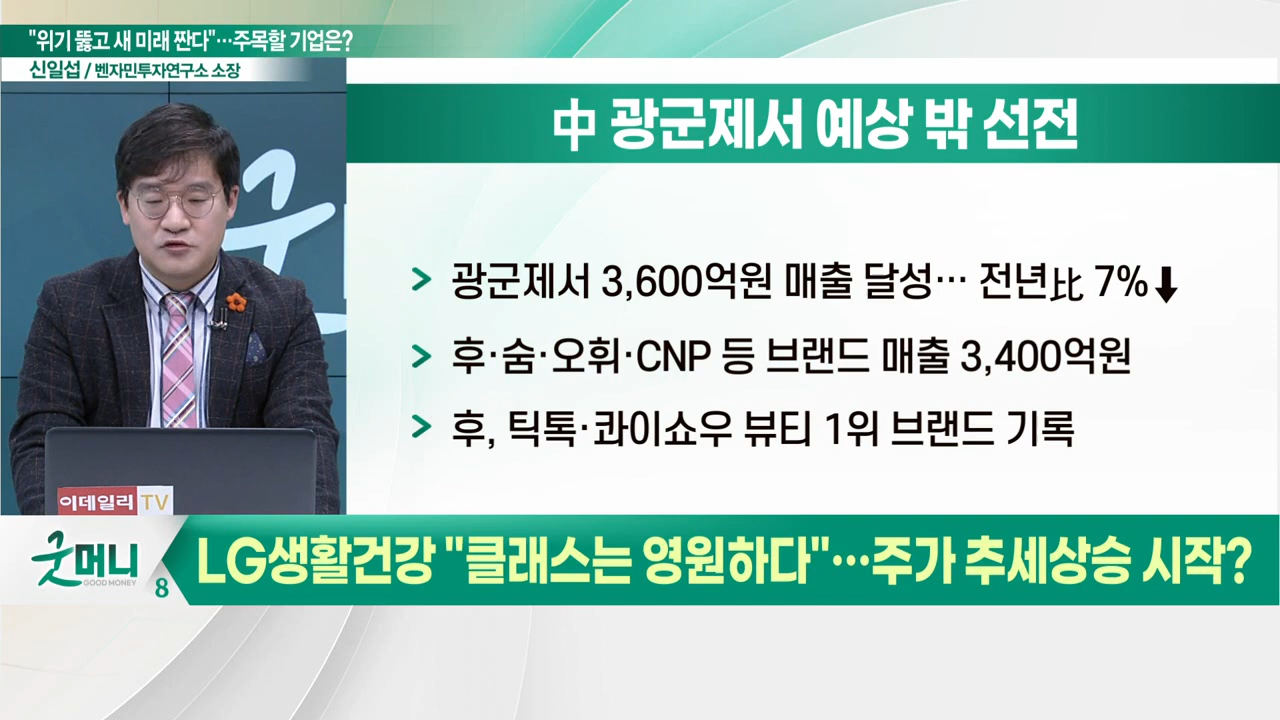 "위기 뚫고 새 미래 짠다"…주목할 기업은?
신일섭 / 벤자민투자연구소 소장
中 광군제서 예상 밖 선전
> 광군제서 3,600억원 매출 달성… 전년比 7%⬇
> 후·숨·오휘·CNP 등 브랜드 매출 3,400억원
> 후, 틱톡·콰이쇼우 뷰티 1위 브랜드 기록
이데일리TV
굿머니
GOOD MONEY
8
LG생활건강 "클래스는 영원하다"…주가 추세상승 시작?